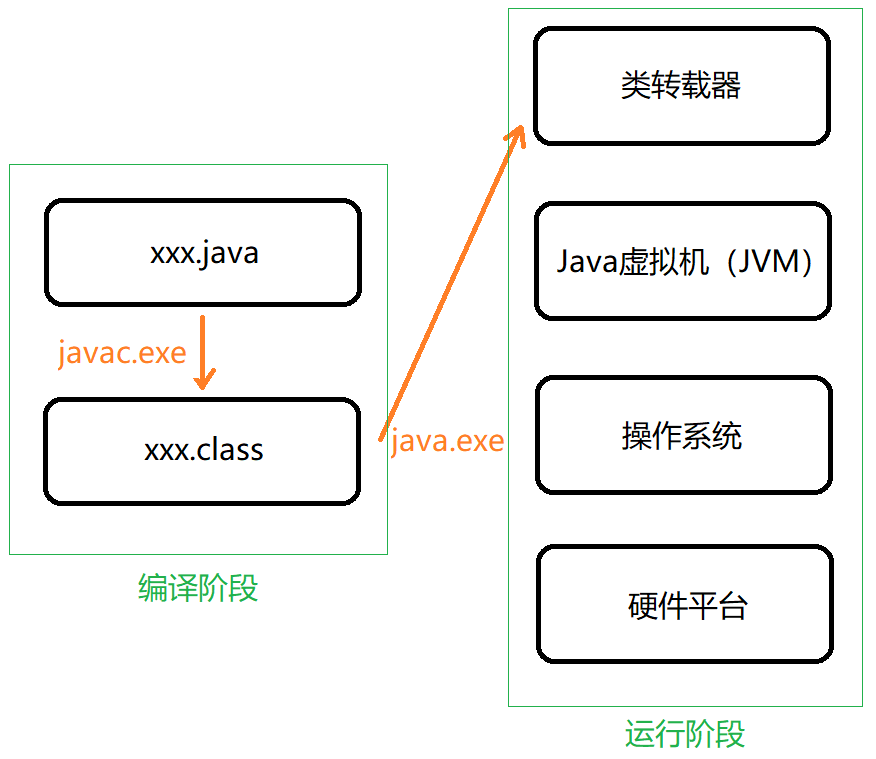 xxx.java
javac.exe
xxx.class
编译阶段
java.exe
类转载器
Java虚拟机（JVM）
操作系统
硬件平台
运行阶段